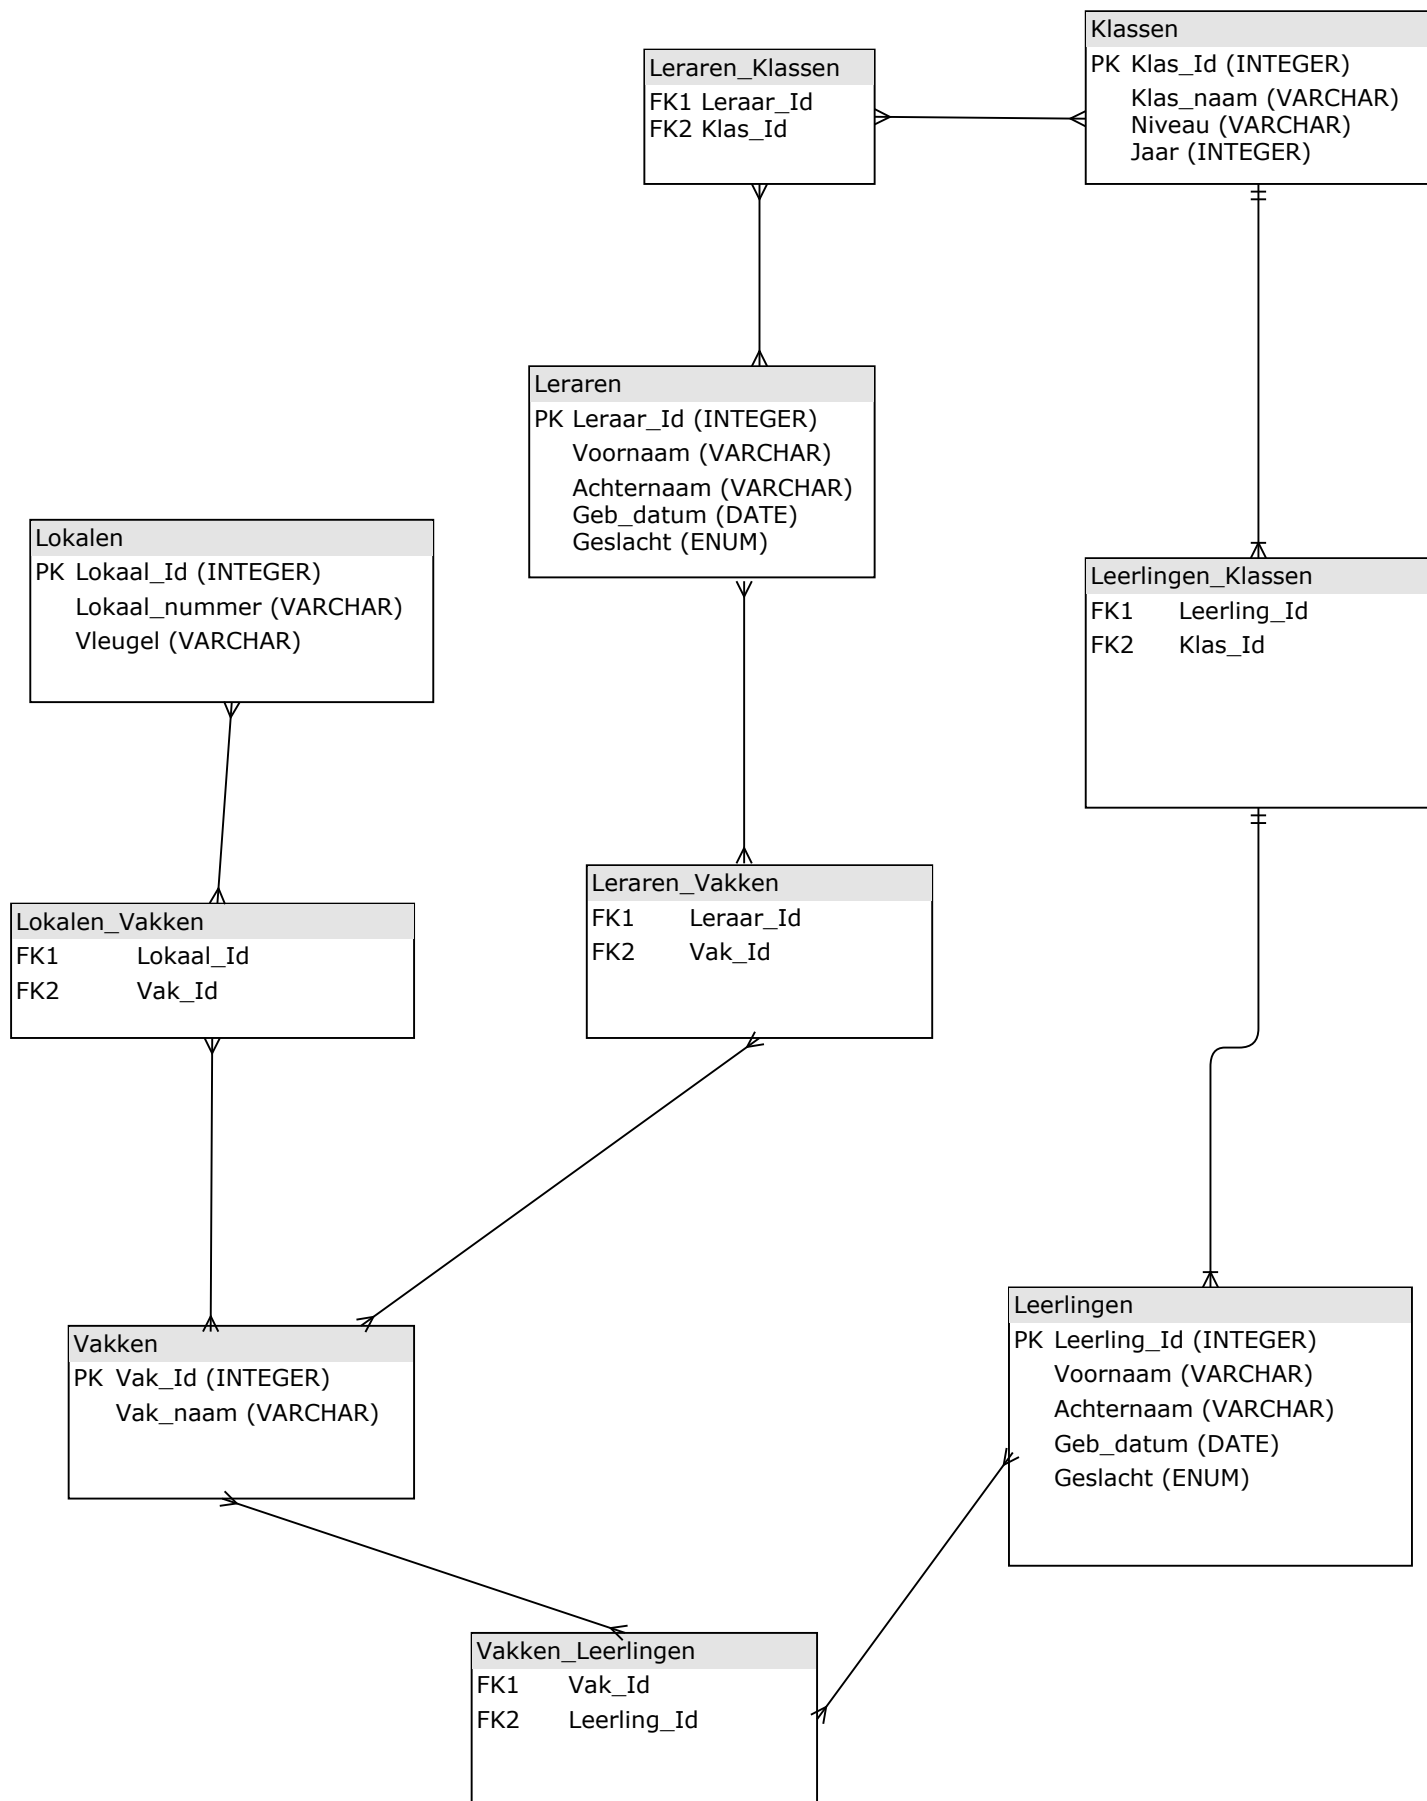 Klassen
PK Klas_Id (INTEGER)
Klas_naam (VARCHAR)
Niveau (VARCHAR)
Jaar (INTEGER)
Leraren_Klassen
FK1 Leraar_Id
FK2 Klas_Id
Leraren
PK Leraar_Id (INTEGER)
Voornaam (VARCHAR)
Achternaam (VARCHAR)
Geb_datum (DATE)
Geslacht (ENUM)
Lokalen
PK Lokaal_Id (INTEGER)
Lokaal_nummer (VARCHAR)
Vleugel (VARCHAR)
Leerlingen_Klassen
FK1 Leerling_Id
FK2 Klas_Id
Leraren_Vakken
FK1 Leraar_Id
FK2 Vak_Id
Lokalen_Vakken
FK1 Lokaal_Id
FK2 Vak_Id
Leerlingen
PK Leerling_Id (INTEGER)
Voornaam (VARCHAR)
Achternaam (VARCHAR)
Geb_datum (DATE)
Geslacht (ENUM)
Vakken
PK Vak_Id (INTEGER)
Vak_naam (VARCHAR)
Vakken_Leerlingen
FK1 Vak_Id
FK2 Leerling_Id